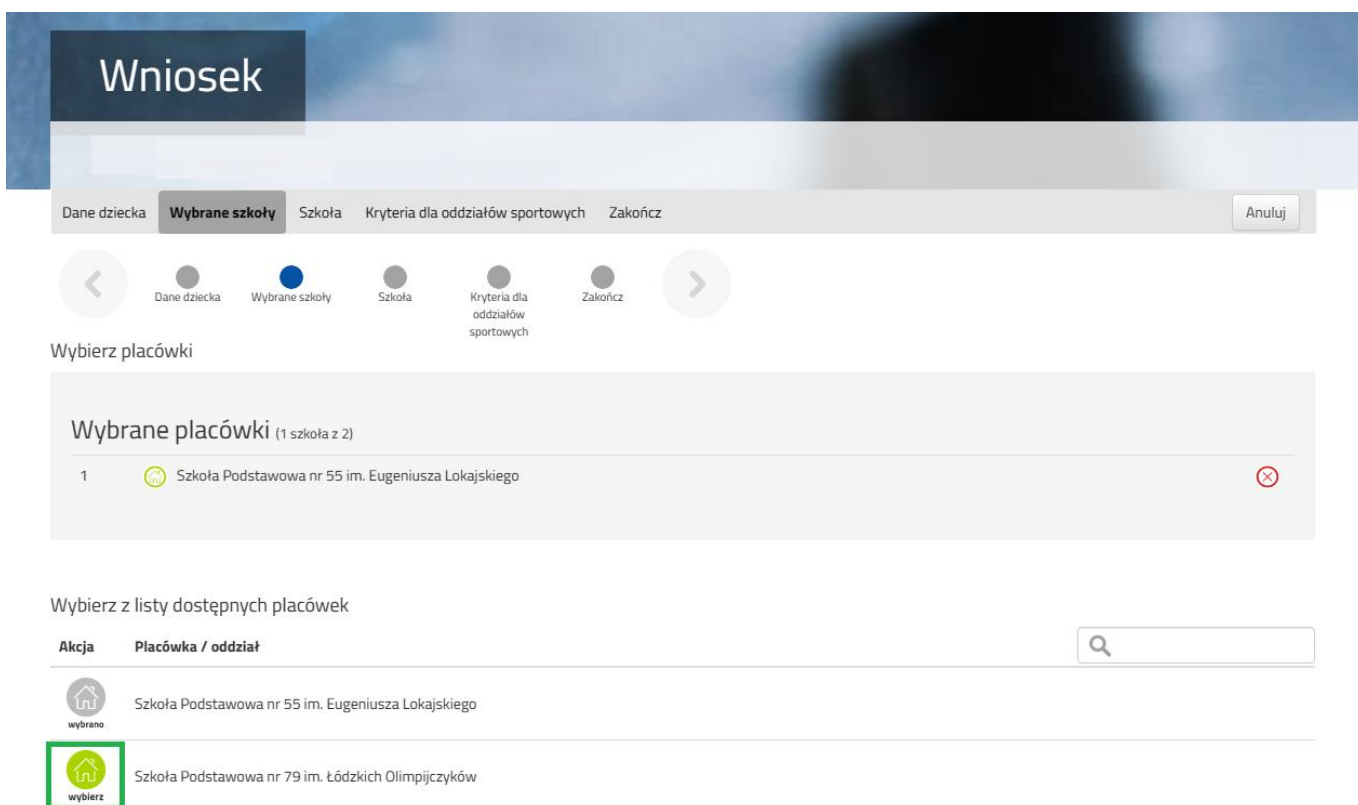 Wniosek
Dane dziecka Wybrane szkoły Szkoła Kryteria dla oddziałów sportowych Zakończ Anuluj
Dane dziecka Wybrane szkoły Szkoła Kryteria dla Zakończ
oddziałów
sportowych
Wybierz placówki
Wybrane placówki (1 szkoła z 2)
1 Szkoła Podstawowa nr 55 im. Eugeniusza Lokajskiego
Wybierz z listy dostępnych placówek
Akcja Placówka / oddział
Szkoła Podstawowa nr 55 im. Eugeniusza Lokajskiego
wybrano
Szkoła Podstawowa nr 79 im. Łódzkich Olimpijczyków
wybierz